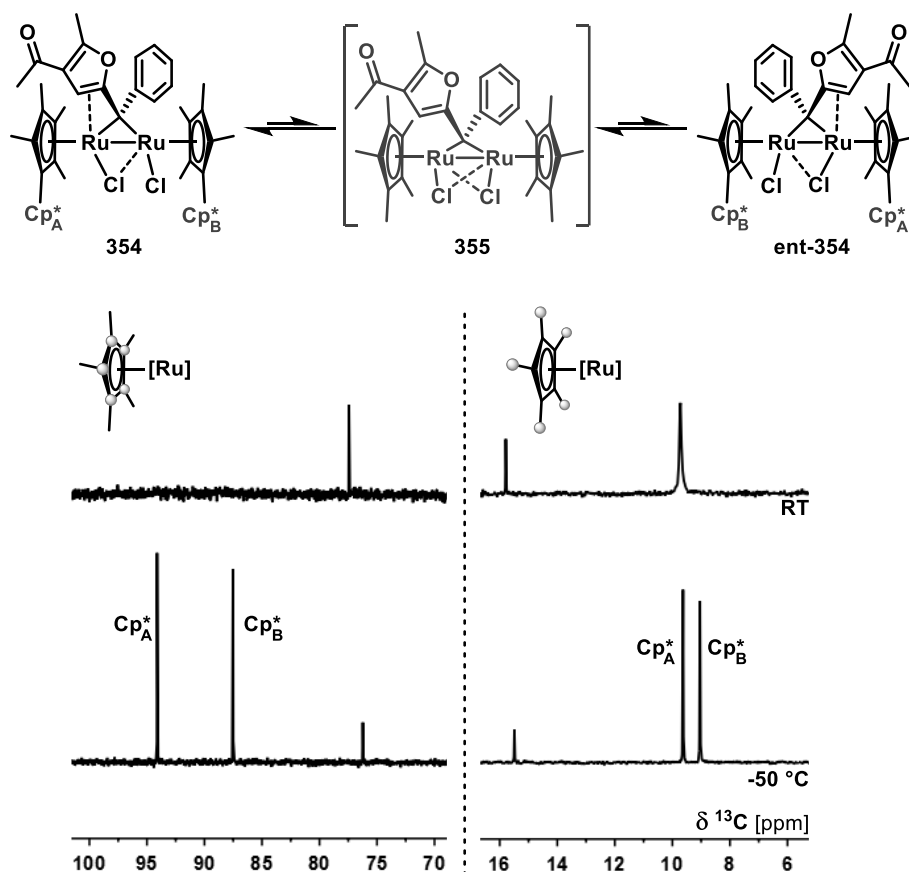 O O O O
Ru Ru Ru Ru Ru Ru
Cl Cl Cl Cl Cl Cl
Cp*A Cp*B Cp*B Cp*A
354 355 ent-354
[Ru] [Ru]
RT
Cp*A Cp*B Cp*A Cp*B
-50 °C
δ 13C [ppm]
100 95 90 85 80 75 70 16 14 12 10 8 6